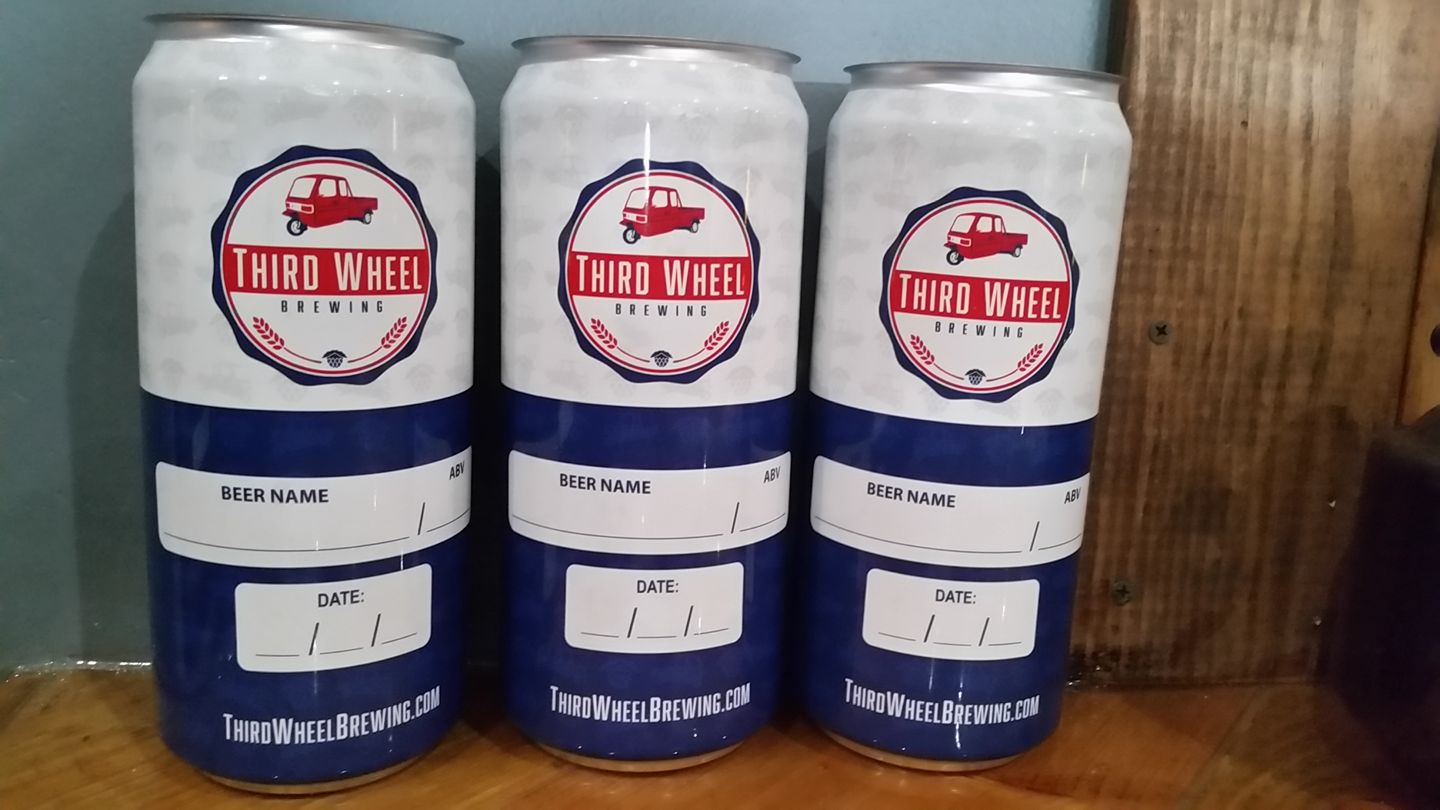 THIRD WHEEL
BREWING
BEER NAME
ABV
/
DATE:
/ /
THIRDWHEELBREWING.COM
THIRD WHEEL
BREWING
BEER NAME
ABV
/
DATE:
/ /
THIRDWHEELBREWING.COM
THIRD WHEEL
BREWING
BEER NAME
ABV
/
DATE:
/ /
THIRDWHEELBREWING.COM